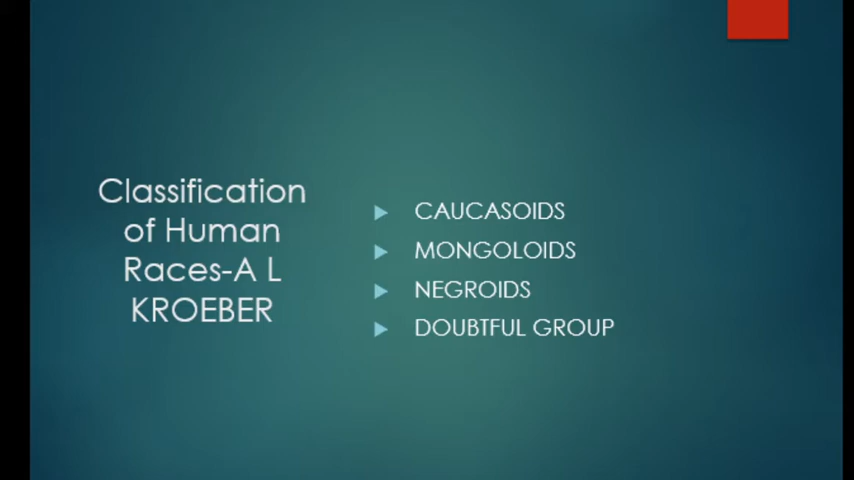 Classification
of Human
Races-A L
KROEBER
CAUCASOIDS
MONGOLOIDS
NEGROIDS
DOUBTFUL GROUP